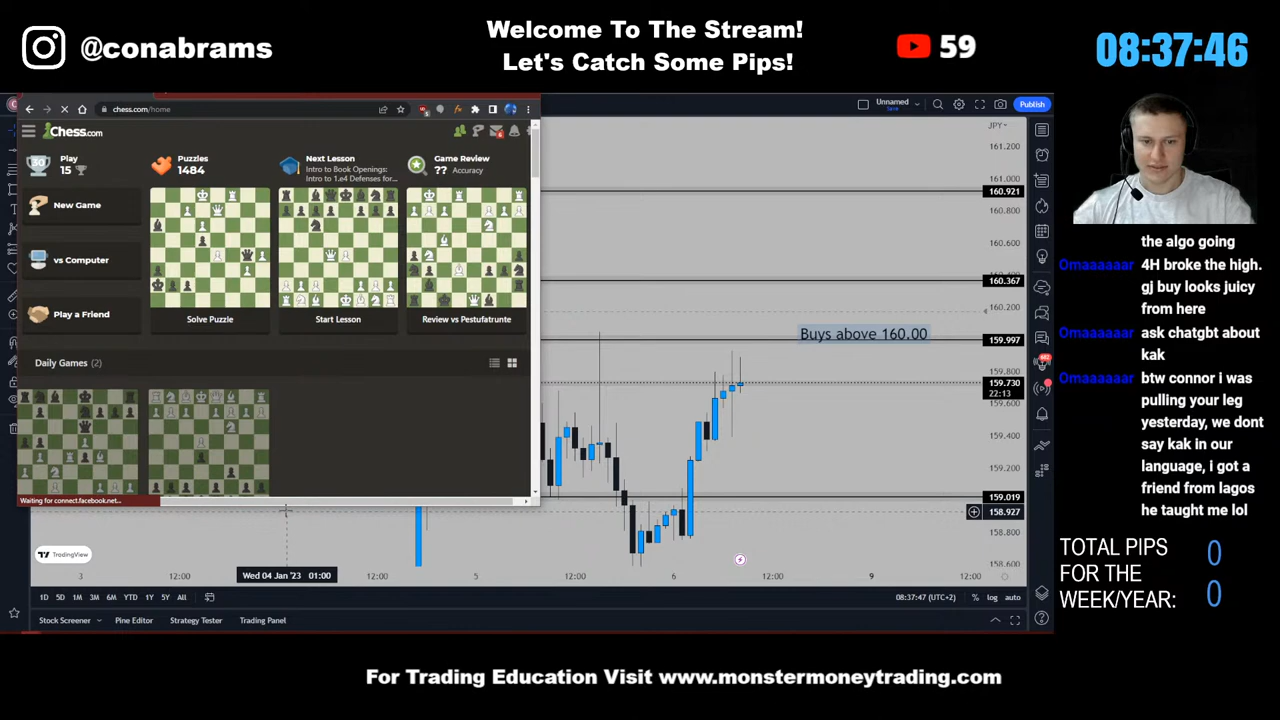 Welcome To The Stream!
Let's Catch Some Pips!
@conabrams
59
08:37:46
chess.com/home
Chess.com
Play
15
Puzzles
1484
Next Lesson
Intro to Book Openings:
Intro to 1.e4 Defenses for...
Game Review
?? Accuracy
New Game
vs Computer
Play a Friend
Solve Puzzle
Start Lesson
Review vs Pestufatrunte
Daily Games (2)
Waiting for connect.facebook.net...
Unnamed
Save
Publish
JPY
161.200
161.000
160.921
160.800
160.600
160.367
160.200
159.997
159.800
159.730
22:13
159.600
159.400
159.200
159.019
158.927
158.800
158.600
Buys above 160.00
TradingView
3
12:00
Wed 04 Jan '23 01:00
12:00
5
12:00
6
12:00
9
12:00
1D 5D 1M 3M 6M YTD 1Y 5Y All
08:37:47 (UTC+2)
% log auto
Stock Screener
Pine Editor
Strategy Tester
Trading Panel
the algo going
Omaaaaaar 4H broke the high.
gj buy looks juicy
from here
Omaaaaaar ask chatgbt about
kak
Omaaaaaar btw connor i was
pulling your leg
yesterday, we dont
say kak in our
language, i got a
friend from lagos
he taught me lol
TOTAL PIPS 0
FOR THE
WEEK/YEAR: 0
For Trading Education Visit www.monstermoneytrading.com